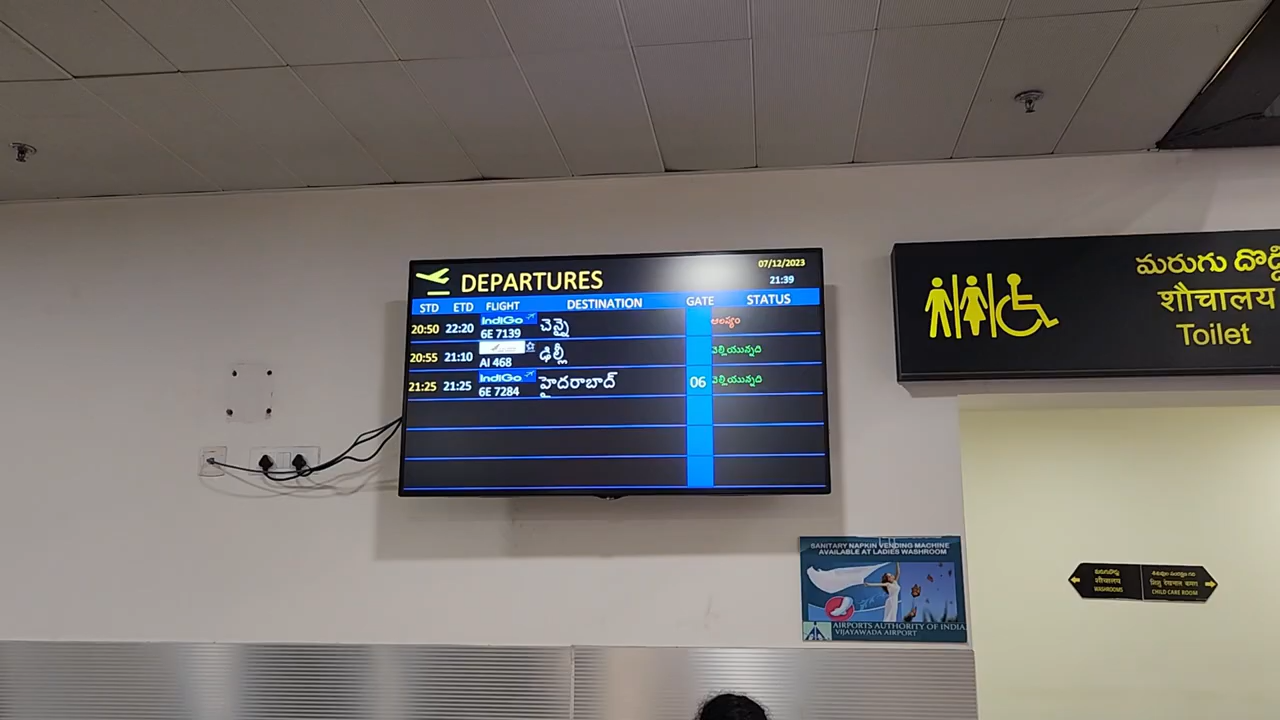 DEPARTURES
07/12/2023
21:39
STD ETD FLIGHT DESTINATION GATE STATUS
20:50 22:20 IndiGo 6E 7139 చెన్నై ఆలస్యం
20:55 21:10 AI 468 ఢిల్లీ వెళ్లియున్నది
21:25 21:25 IndiGo 6E 7284 హైదరాబాద్ 06 వెళ్లియున్నది
మరుగు దొడ్డి
शौचालय
Toilet
SANITARY NAPKIN VENDING MACHINE
AVAILABLE AT LADIES WASHROOM
AIRPORTS AUTHORITY OF INDIA
VIJAYAWADA AIRPORT
शौचालय
WASHROOMS
शिशु देखभाल कमरा
CHILD CARE ROOM